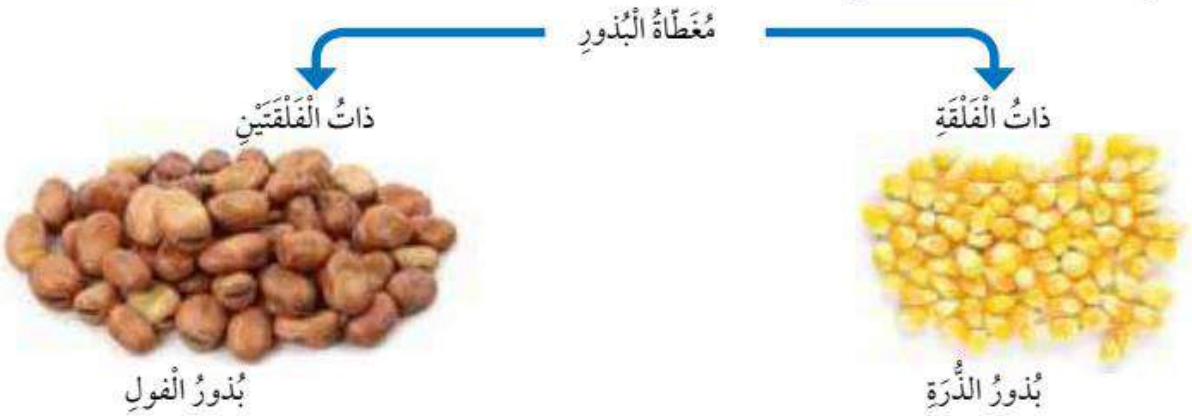 مُغَطّاةُ الْبُذورِ
ذاتُ الْفَلْقَةِ
ذاتُ الْفَلْقَتَيْنِ
بُذورُ الذُّرَةِ
بُذورُ الْفولِ